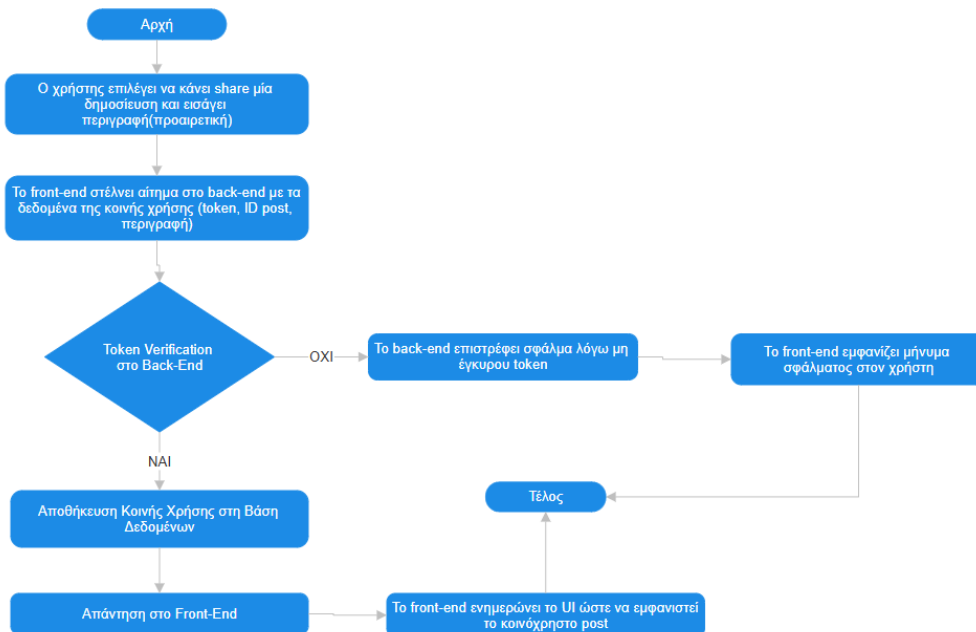 Αρχή
Ο χρήστης επιλέγει να κάνει share μία
δημοσίευση και εισάγει
περιγραφή(προαιρετική)
Το front-end στέλνει αίτημα στο back-end με τα
δεδομένα της κοινής χρήσης (token, ID post,
περιγραφή)
Token Verification
στο Back-End
ΟΧΙ
Το back-end επιστρέφει σφάλμα λόγω μη
έγκυρου token
Το front-end εμφανίζει μήνυμα
σφάλματος στον χρήστη
ΝΑΙ
Αποθήκευση Κοινής Χρήσης στη Βάση
Δεδομένων
Τέλος
Απάντηση στο Front-End
Το front-end ενημερώνει το UI ώστε να εμφανιστεί
το κοινόχρηστο post